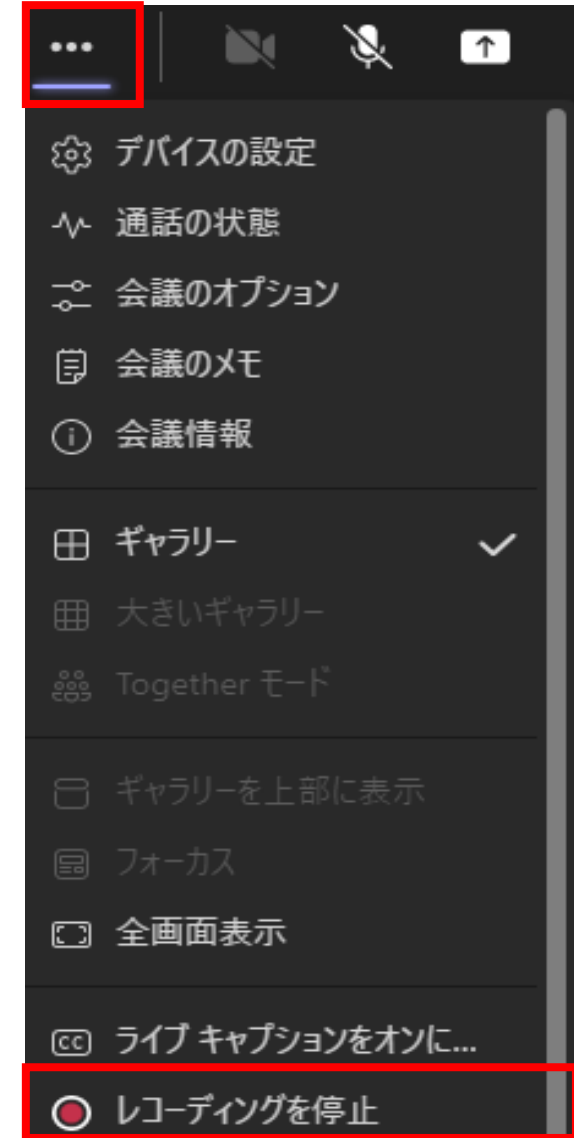 デバイスの設定
通話の状態
会議のオプション
会議のメモ
会議情報
ギャラリー
大きいギャラリー
Together モード
ギャラリーを上部に表示
フォーカス
全画面表示
CC ライブ キャプションをオンに...
レコーディングを停止